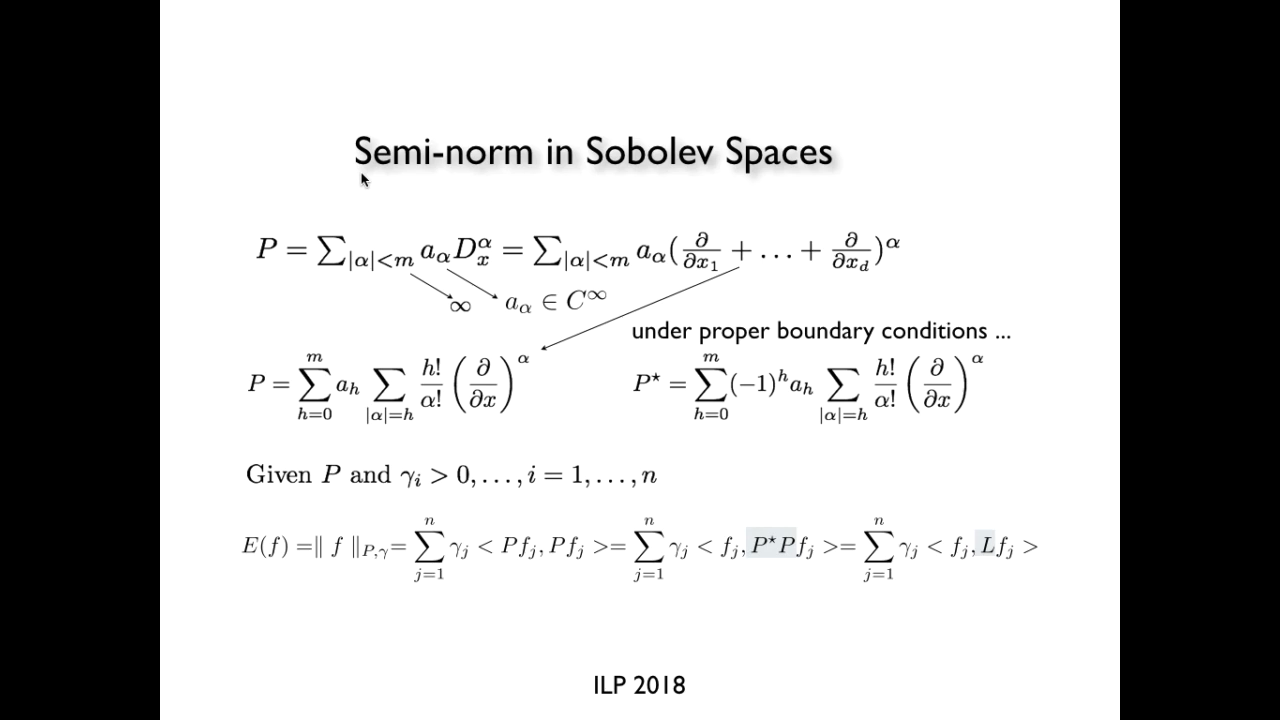 Semi-norm in Sobolev Spaces
P = ∑_{|α|<m} a_α D_x^α = ∑_{|α|<m} a_α (∂/∂x_1 + … + ∂/∂x_d)^α
∞ a_α ∈ C^∞
under proper boundary conditions ...
P = ∑_{h=0}^{m} a_h ∑_{|α|=h} h!/α! (∂/∂x)^α
P^⋆ = ∑_{h=0}^{m} (−1)^h a_h ∑_{|α|=h} h!/α! (∂/∂x)^α
Given P and γ_i > 0, …, i = 1, …, n
E(f) =‖ f ‖_{P,γ}= ∑_{j=1}^{n} γ_j < Pf_j, Pf_j >= ∑_{j=1}^{n} γ_j < f_j, P^⋆Pf_j >= ∑_{j=1}^{n} γ_j < f_j, Lf_j >
ILP 2018